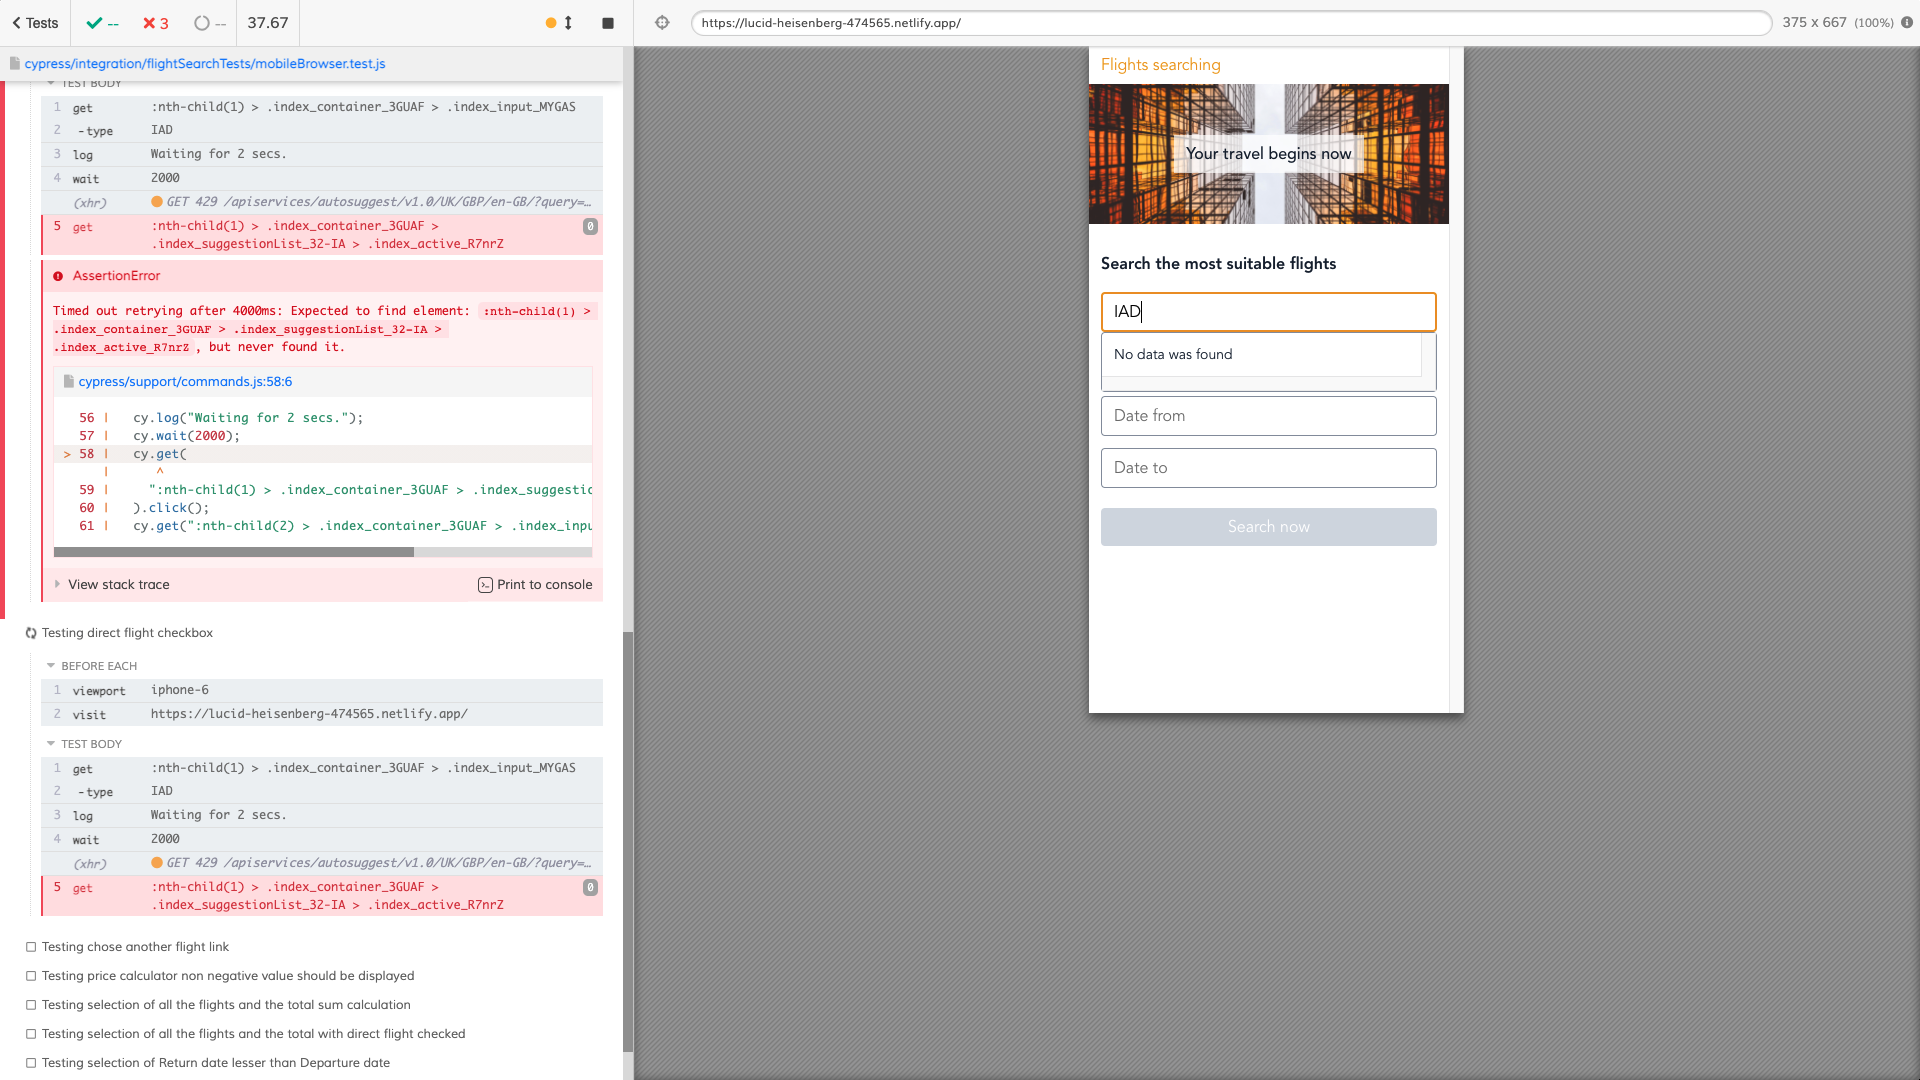 Tests
--
3
--
37.67
https://lucid-heisenberg-474565.netlify.app/
375 x 667 (100%)
cypress/integration/flightSearchTests/mobileBrowser.test.js
TEST BODY
1 get :nth-child(1) > .index_container_3GUAF > .index_input_MYGAS
2 -type IAD
3 log Waiting for 2 secs.
4 wait 2000
(xhr) GET 429 /apiservices/autosuggest/v1.0/UK/GBP/en-GB/?query=…
5 get :nth-child(1) > .index_container_3GUAF > 0
.index_suggestionList_32-IA > .index_active_R7nrZ
AssertionError
Timed out retrying after 4000ms: Expected to find element: :nth-child(1) >
.index_container_3GUAF > .index_suggestionList_32-IA >
.index_active_R7nrZ , but never found it.
cypress/support/commands.js:58:6
56 | cy.log("Waiting for 2 secs.");
57 | cy.wait(2000);
> 58 | cy.get(
| ^
59 | ":nth-child(1) > .index_container_3GUAF > .index_suggestic
60 | ).click();
61 | cy.get(":nth-child(2) > .index_container_3GUAF > .index_inpu
View stack trace
Print to console
Testing direct flight checkbox
BEFORE EACH
1 viewport iphone-6
2 visit https://lucid-heisenberg-474565.netlify.app/
TEST BODY
1 get :nth-child(1) > .index_container_3GUAF > .index_input_MYGAS
2 -type IAD
3 log Waiting for 2 secs.
4 wait 2000
(xhr) GET 429 /apiservices/autosuggest/v1.0/UK/GBP/en-GB/?query=…
5 get :nth-child(1) > .index_container_3GUAF > 0
.index_suggestionList_32-IA > .index_active_R7nrZ
Testing chose another flight link
Testing price calculator non negative value should be displayed
Testing selection of all the flights and the total sum calculation
Testing selection of all the flights and the total with direct flight checked
Testing selection of Return date lesser than Departure date
Flights searching
Your travel begins now
Search the most suitable flights
IAD
No data was found
Date from
Date to
Search now